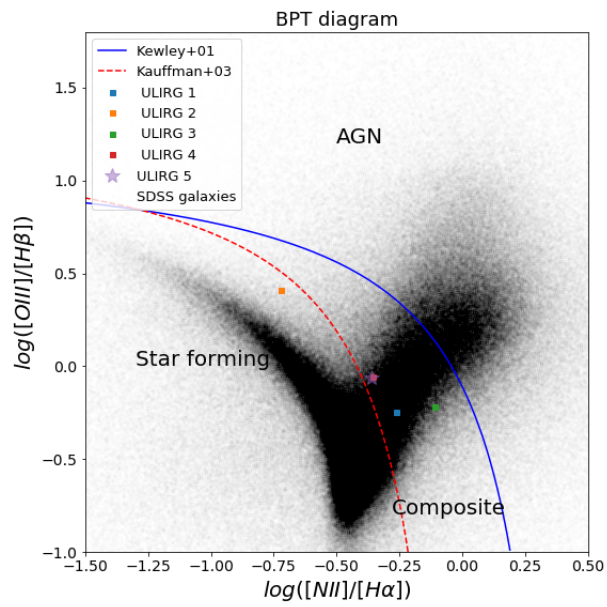 BPT diagram
Kewley+01
Kauffman+03
ULIRG 1
ULIRG 2
ULIRG 3
ULIRG 4
ULIRG 5
SDSS galaxies
AGN
Star forming
Composite
log([OIII]/[Hβ])
1.5
1.0
0.5
0.0
−0.5
−1.0
−1.50 −1.25 −1.00 −0.75 −0.50 −0.25 0.00 0.25 0.50
log([NII]/[Hα])